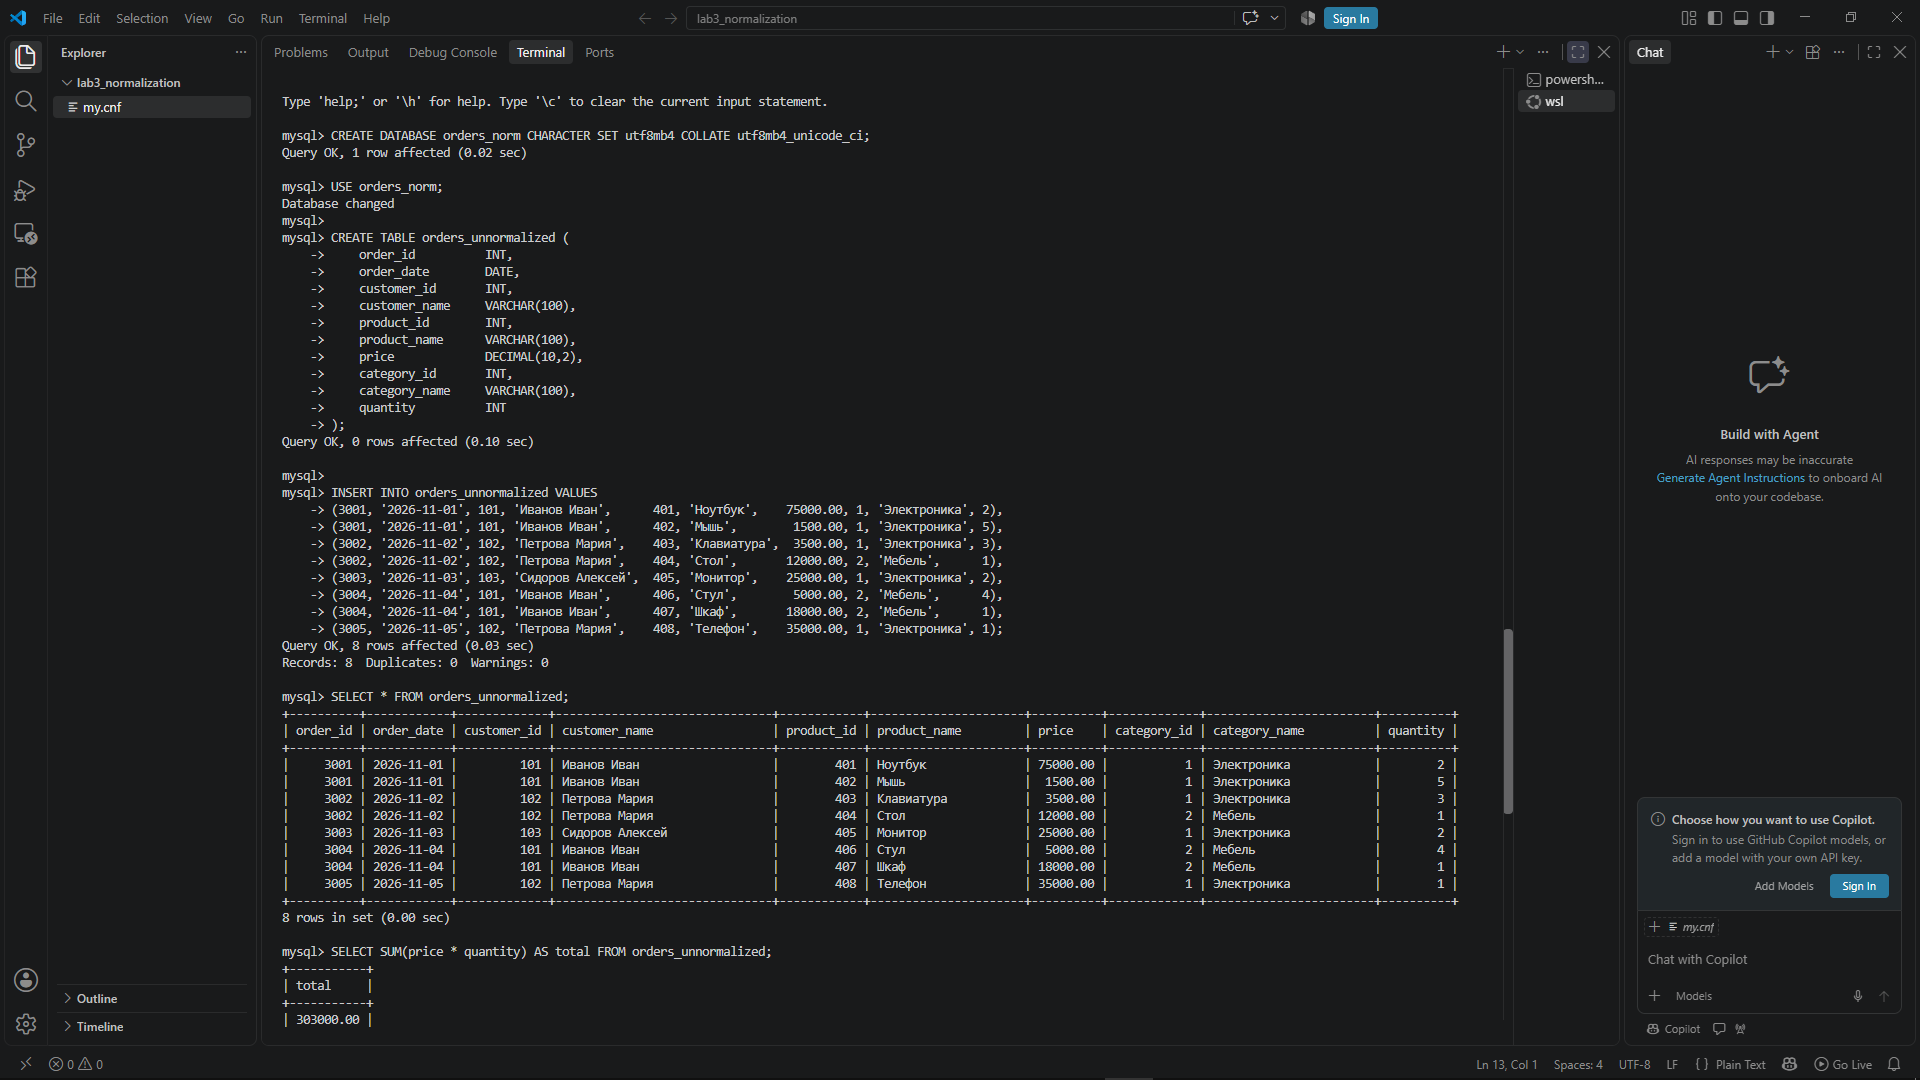 File Edit Selection View Go Run Terminal Help
lab3_normalization
Sign In
Explorer
lab3_normalization
my.cnf
Outline
Timeline
Problems Output Debug Console Terminal Ports
Type 'help;' or '\h' for help. Type '\c' to clear the current input statement.
mysql> CREATE DATABASE orders_norm CHARACTER SET utf8mb4 COLLATE utf8mb4_unicode_ci;
Query OK, 1 row affected (0.02 sec)
mysql> USE orders_norm;
Database changed
mysql>
mysql> CREATE TABLE orders_unnormalized (
    ->     order_id          INT,
    ->     order_date        DATE,
    ->     customer_id       INT,
    ->     customer_name     VARCHAR(100),
    ->     product_id        INT,
    ->     product_name      VARCHAR(100),
    ->     price             DECIMAL(10,2),
    ->     category_id       INT,
    ->     category_name     VARCHAR(100),
    ->     quantity          INT
    -> );
Query OK, 0 rows affected (0.10 sec)
mysql>
mysql> INSERT INTO orders_unnormalized VALUES
    -> (3001, '2026-11-01', 101, 'Иванов Иван',      401, 'Ноутбук',    75000.00, 1, 'Электроника', 2),
    -> (3001, '2026-11-01', 101, 'Иванов Иван',      402, 'Мышь',        1500.00, 1, 'Электроника', 5),
    -> (3002, '2026-11-02', 102, 'Петрова Мария',    403, 'Клавиатура',  3500.00, 1, 'Электроника', 3),
    -> (3002, '2026-11-02', 102, 'Петрова Мария',    404, 'Стол',       12000.00, 2, 'Мебель',      1),
    -> (3003, '2026-11-03', 103, 'Сидоров Алексей',  405, 'Монитор',    25000.00, 1, 'Электроника', 2),
    -> (3004, '2026-11-04', 101, 'Иванов Иван',      406, 'Стул',        5000.00, 2, 'Мебель',      4),
    -> (3004, '2026-11-04', 101, 'Иванов Иван',      407, 'Шкаф',       18000.00, 2, 'Мебель',      1),
    -> (3005, '2026-11-05', 102, 'Петрова Мария',    408, 'Телефон',    35000.00, 1, 'Электроника', 1);
Query OK, 8 rows affected (0.03 sec)
Records: 8  Duplicates: 0  Warnings: 0
mysql> SELECT * FROM orders_unnormalized;
| order_id | order_date | customer_id | customer_name | product_id | product_name | price | category_id | category_name | quantity |
| 3001 | 2026-11-01 | 101 | Иванов Иван | 401 | Ноутбук | 75000.00 | 1 | Электроника | 2 |
| 3001 | 2026-11-01 | 101 | Иванов Иван | 402 | Мышь | 1500.00 | 1 | Электроника | 5 |
| 3002 | 2026-11-02 | 102 | Петрова Мария | 403 | Клавиатура | 3500.00 | 1 | Электроника | 3 |
| 3002 | 2026-11-02 | 102 | Петрова Мария | 404 | Стол | 12000.00 | 2 | Мебель | 1 |
| 3003 | 2026-11-03 | 103 | Сидоров Алексей | 405 | Монитор | 25000.00 | 1 | Электроника | 2 |
| 3004 | 2026-11-04 | 101 | Иванов Иван | 406 | Стул | 5000.00 | 2 | Мебель | 4 |
| 3004 | 2026-11-04 | 101 | Иванов Иван | 407 | Шкаф | 18000.00 | 2 | Мебель | 1 |
| 3005 | 2026-11-05 | 102 | Петрова Мария | 408 | Телефон | 35000.00 | 1 | Электроника | 1 |
8 rows in set (0.00 sec)
mysql> SELECT SUM(price * quantity) AS total FROM orders_unnormalized;
| total     |
| 303000.00 |
powersh...
wsl
Chat
Build with Agent
AI responses may be inaccurate
Generate Agent Instructions to onboard AI
onto your codebase.
Choose how you want to use Copilot.
Sign in to use GitHub Copilot models, or
add a model with your own API key.
Add Models Sign In
my.cnf
Chat with Copilot
Models
Copilot
0 0
Ln 13, Col 1 Spaces: 4 UTF-8 LF { } Plain Text Go Live